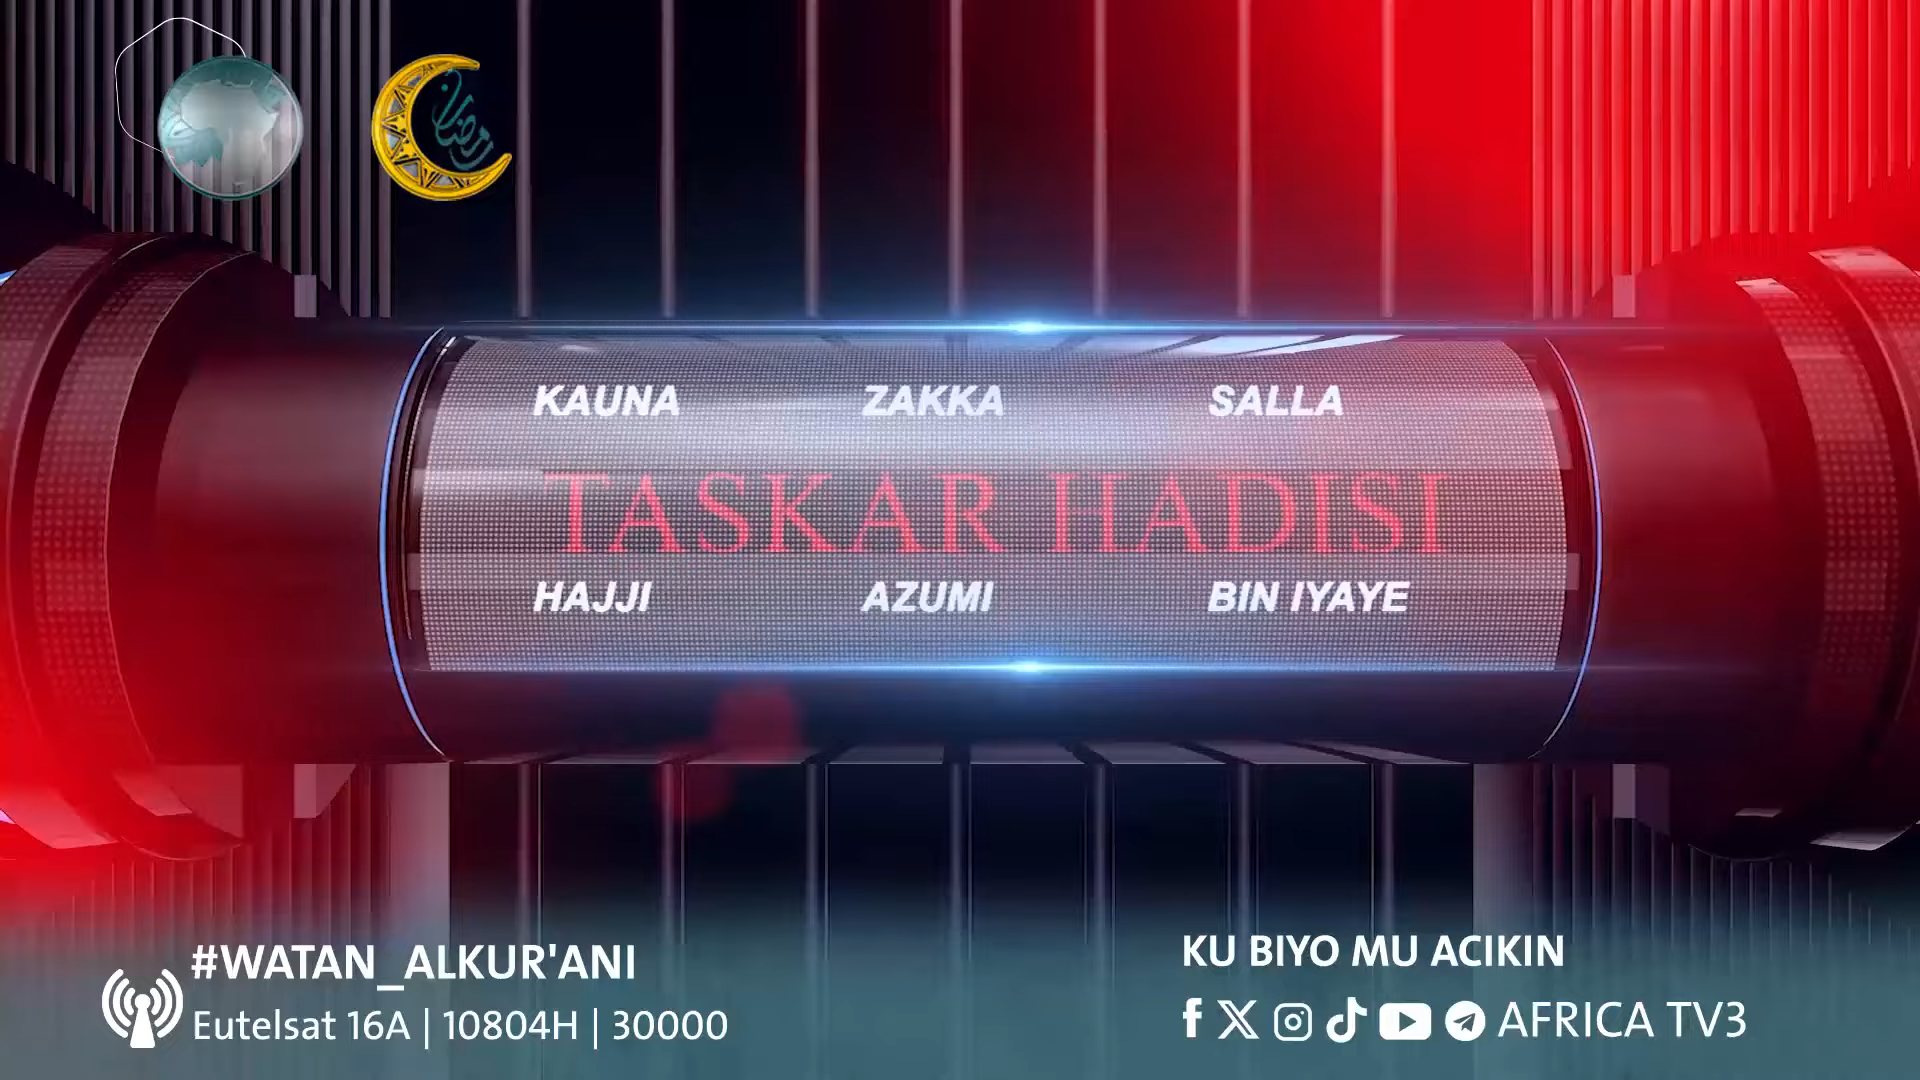 رمضان
KAUNA ZAKKA SALLA
TASKAR HADISI
HAJJI AZUMI BIN IYAYE
#WATAN_ALKUR'ANI
Eutelsat 16A | 10804H | 30000
KU BIYO MU ACIKIN
AFRICA TV3